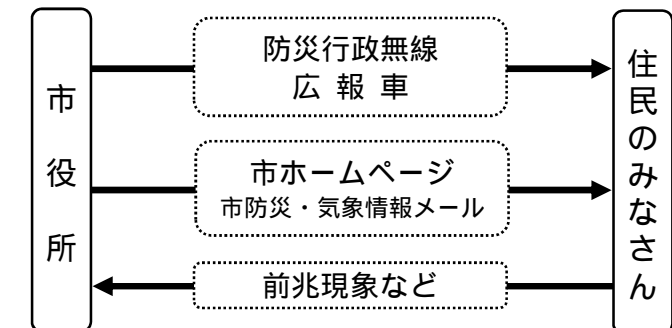 市役所
防災行政無線
広報車
市ホームページ
市防災・気象情報メール
前兆現象など
住民のみなさん